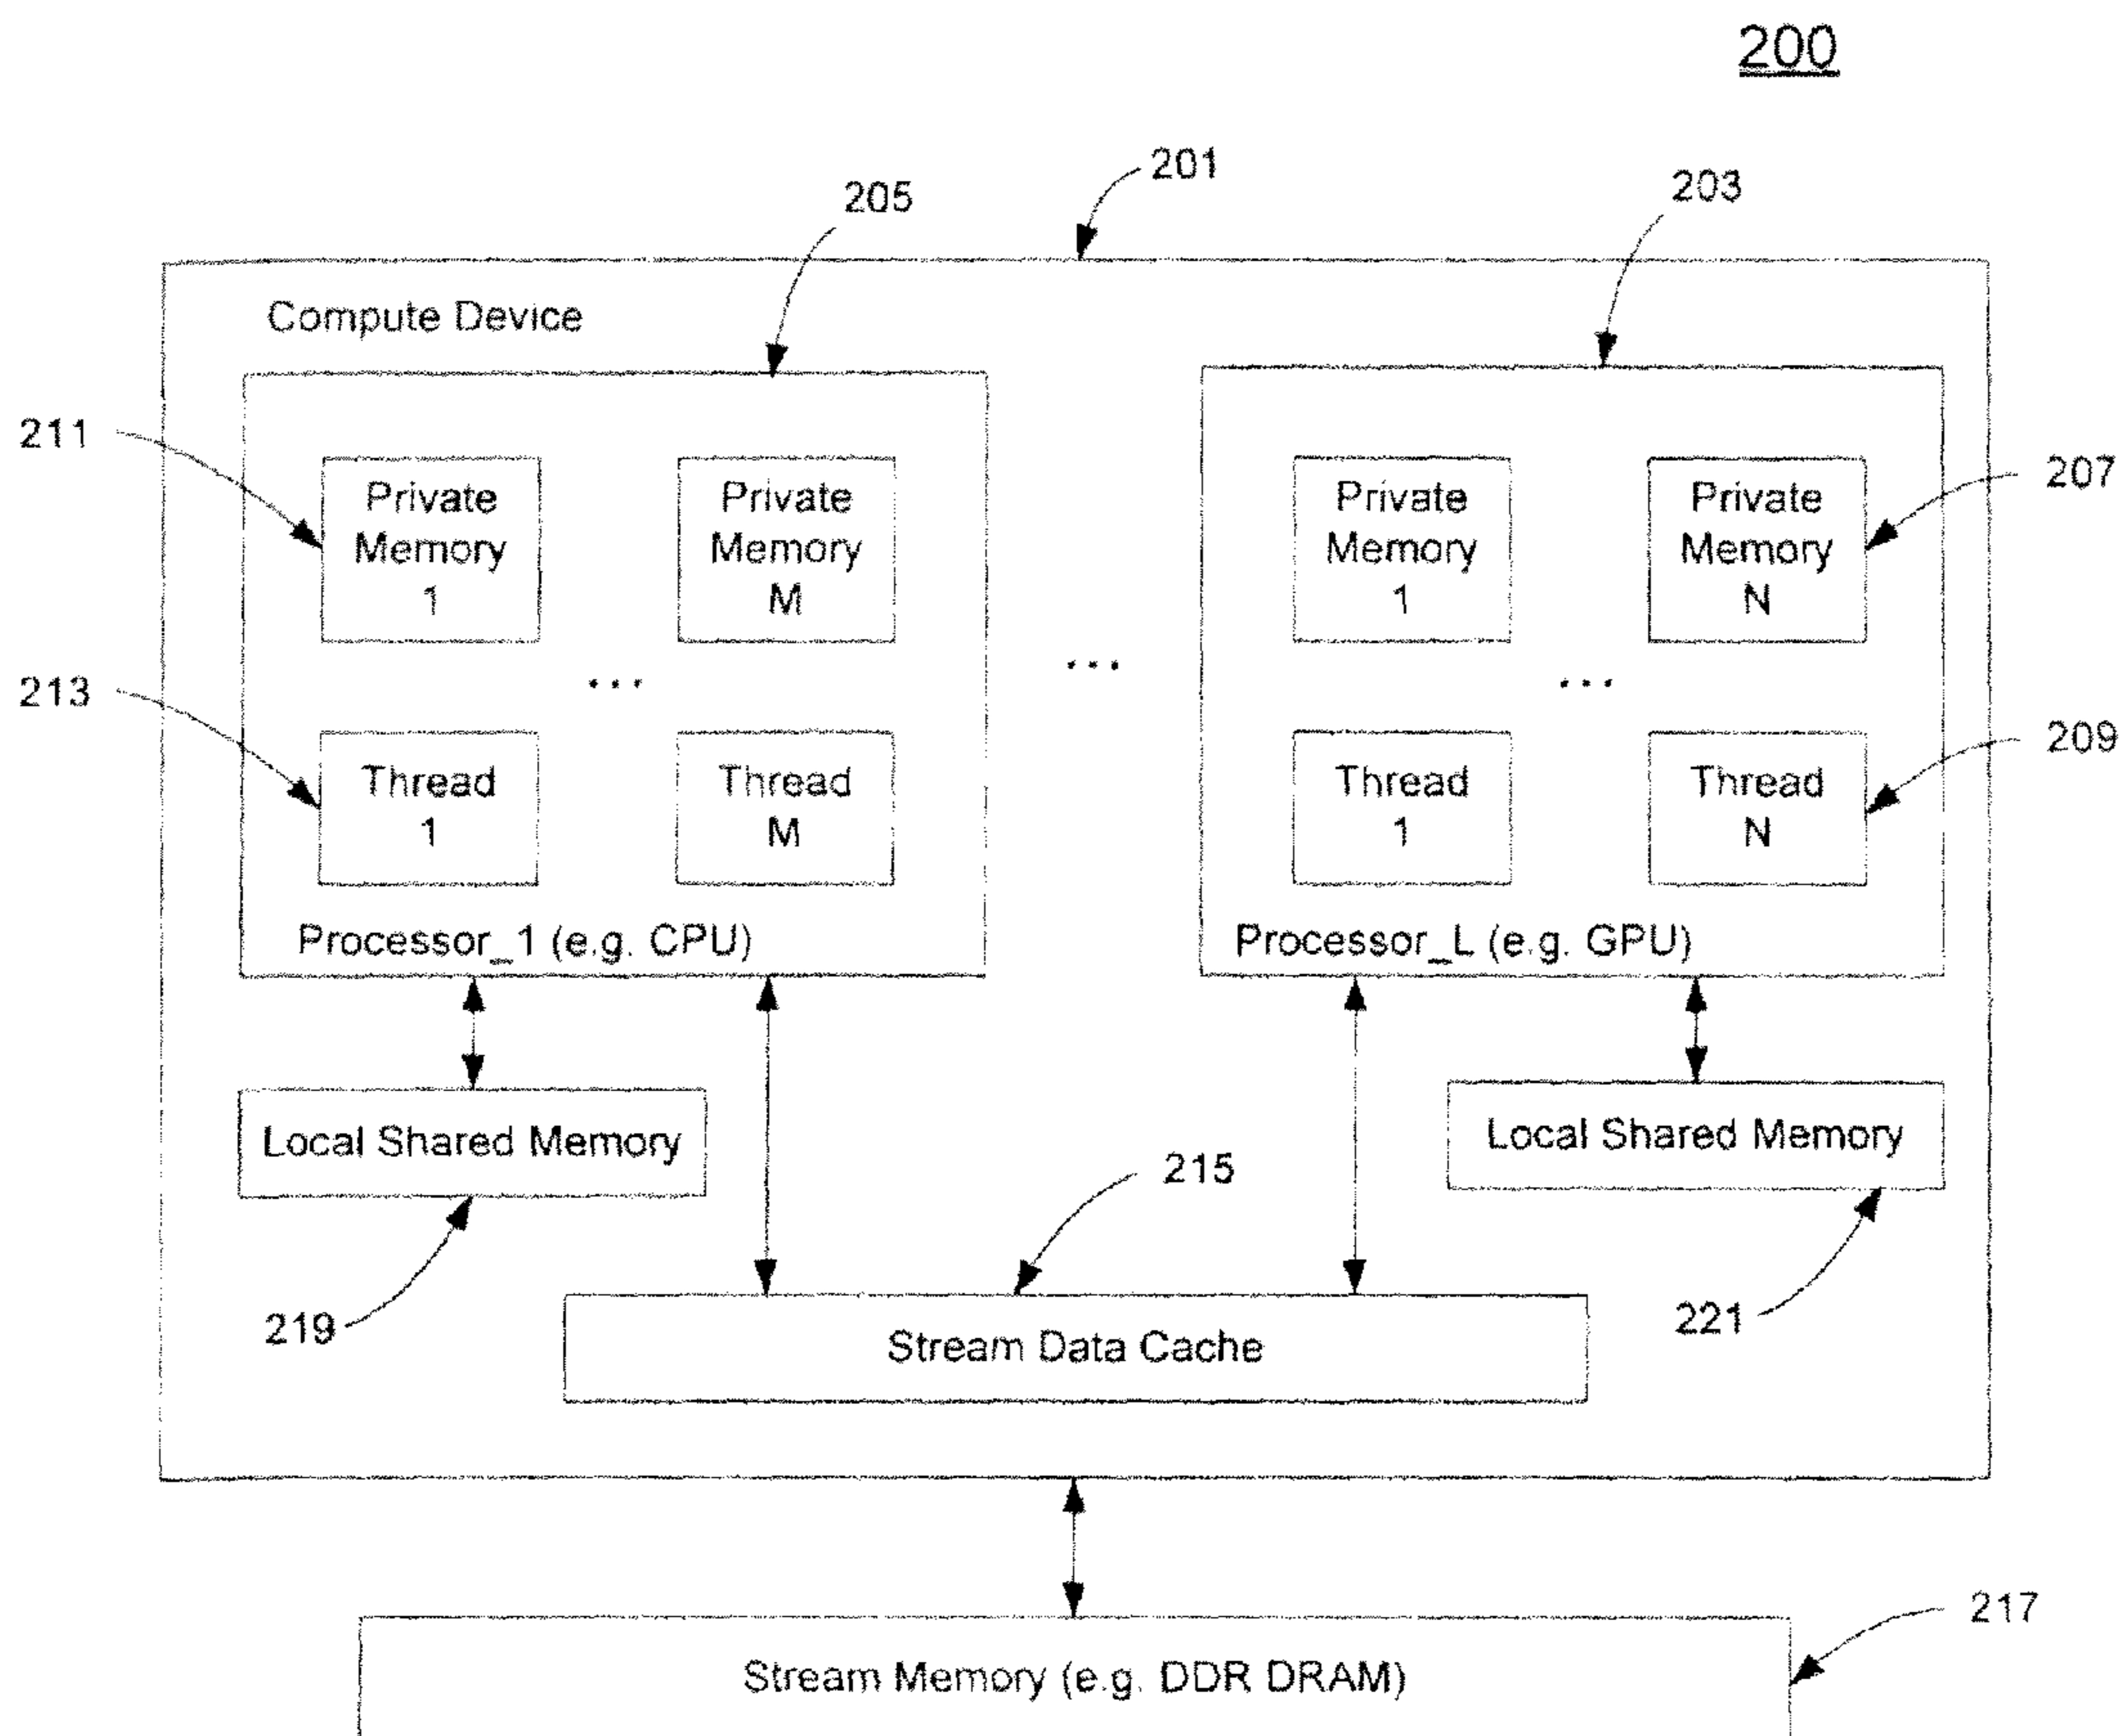 200
201
205
203
Compute Device
211
207
Private Memory 1
Private Memory M
Private Memory 1
Private Memory N
...
...
...
213
209
Thread 1
Thread M
Thread 1
Thread N
Processor_1 (e.g. CPU)
Processor_L (e.g. GPU)
Local Shared Memory
Local Shared Memory
215
219
221
Stream Data Cache
217
Stream Memory (e.g. DDR DRAM)